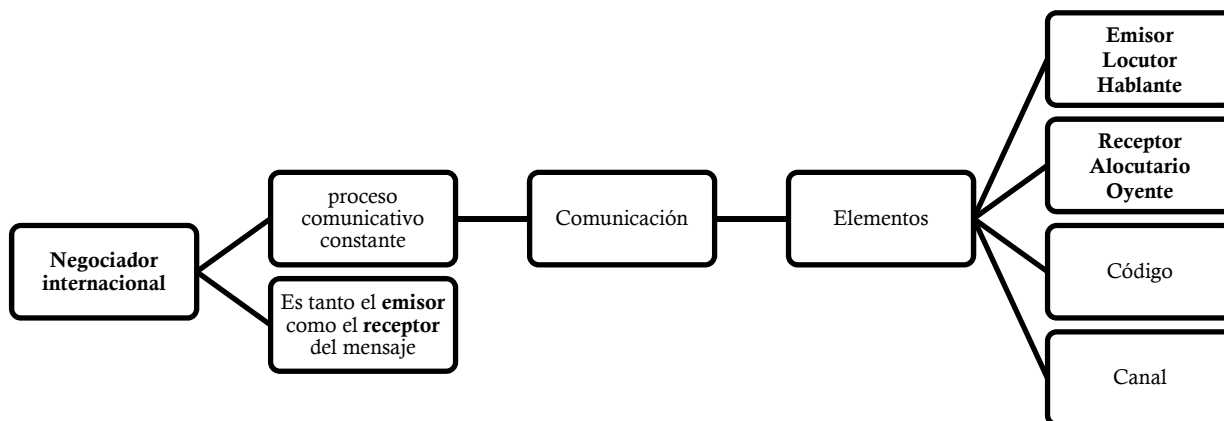 Negociador
internacional
proceso
comunicativo
constante
Es tanto el emisor
como el receptor
del mensaje
Comunicación
Elementos
Emisor
Locutor
Hablante
Receptor
Alocutario
Oyente
Código
Canal